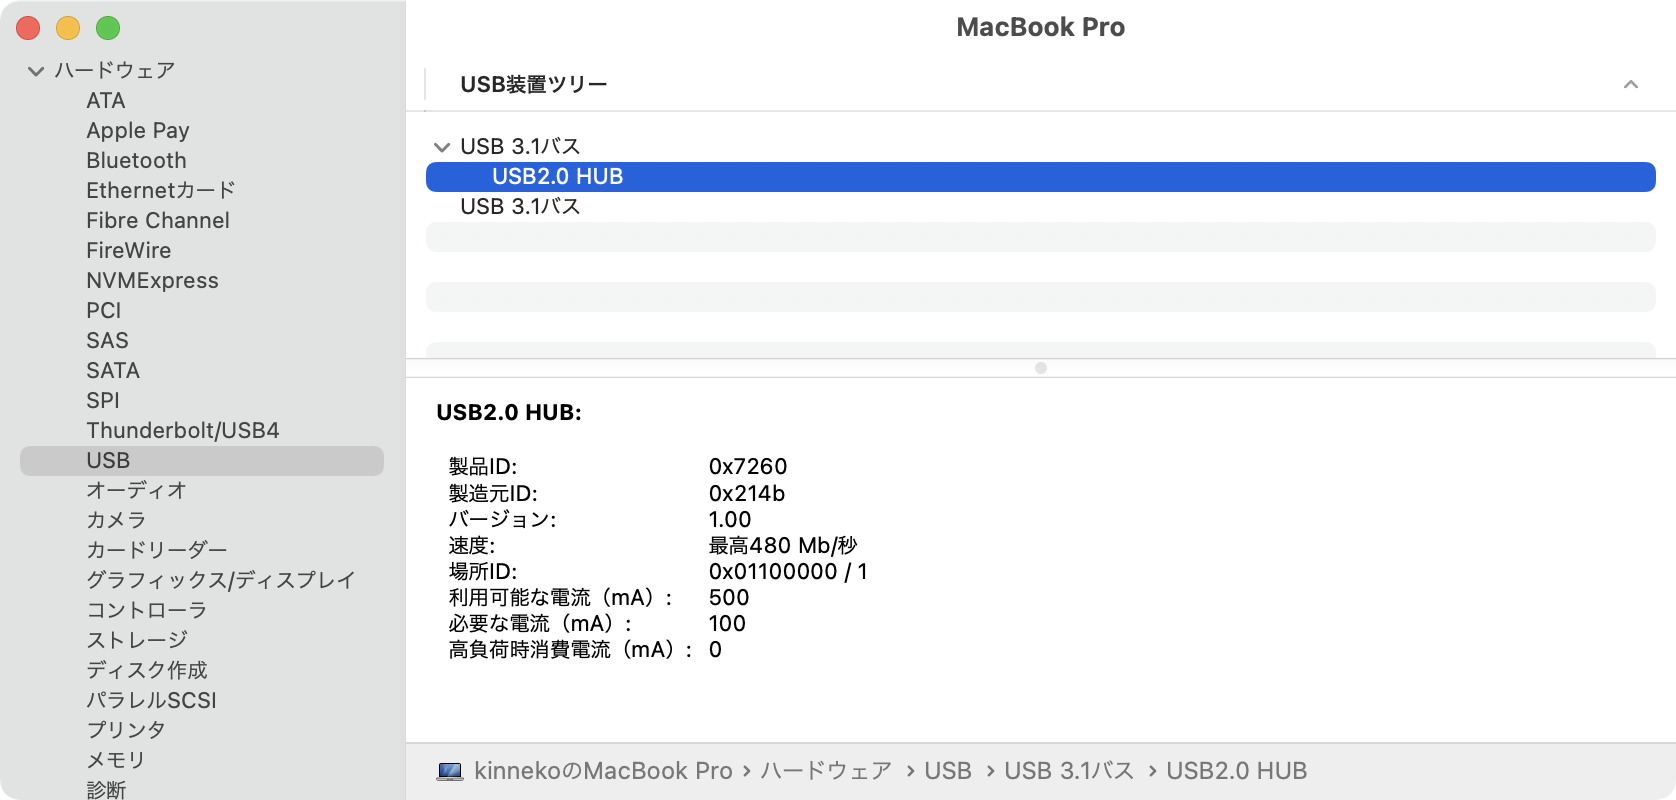 MacBook Pro
ハードウェア
ATA
Apple Pay
Bluetooth
Ethernetカード
Fibre Channel
FireWire
NVMExpress
PCI
SAS
SATA
SPI
Thunderbolt/USB4
USB
オーディオ
カメラ
カードリーダー
グラフィックス/ディスプレイ
コントローラ
ストレージ
ディスク作成
パラレルSCSI
プリンタ
メモリ
診断
USB装置ツリー
USB 3.1バス
USB2.0 HUB
USB 3.1バス
USB2.0 HUB:
製品ID: 0x7260
製造元ID: 0x214b
バージョン: 1.00
速度: 最高480 Mb/秒
場所ID: 0x01100000 / 1
利用可能な電流（mA）: 500
必要な電流（mA）: 100
高負荷時消費電流（mA）: 0
kinnekoのMacBook Pro › ハードウェア › USB › USB 3.1バス › USB2.0 HUB